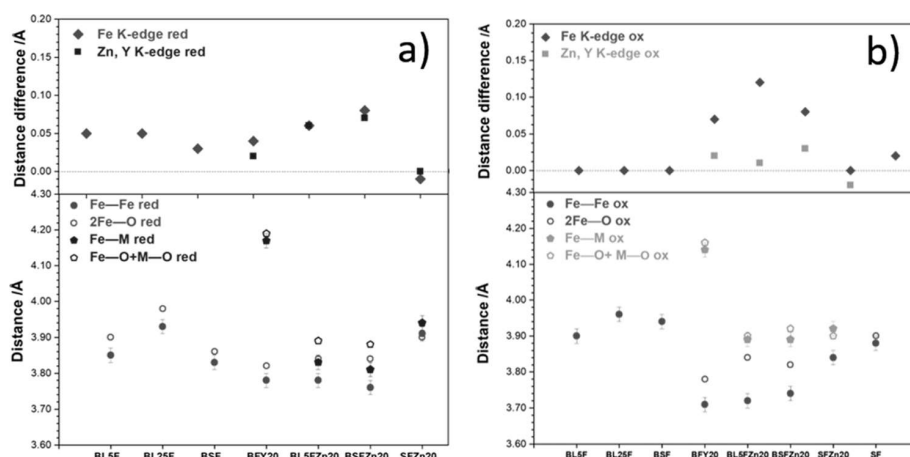 a)
Fe K-edge red
Zn, Y K-edge red
Distance difference /Å
0.20
0.15
0.10
0.05
0.00
4.30
Fe—Fe red
2Fe—O red
Fe—M red
Fe—O+M—O red
Distance /Å
4.20
4.10
4.00
3.90
3.80
3.70
3.60
BL5F BL25F BSF BFY20 BL5FZn20 BSFZn20 SFZn20
b)
Fe K-edge ox
Zn, Y K-edge ox
Distance difference /Å
0.20
0.15
0.10
0.05
0.00
4.30
Fe—Fe ox
2Fe—O ox
Fe—M ox
Fe—O+ M—O ox
Distance /Å
4.20
4.10
4.00
3.90
3.80
3.70
3.60
BL5F BL25F BSF BFY20 BL5FZn20 BSFZn20 SFZn20 SF